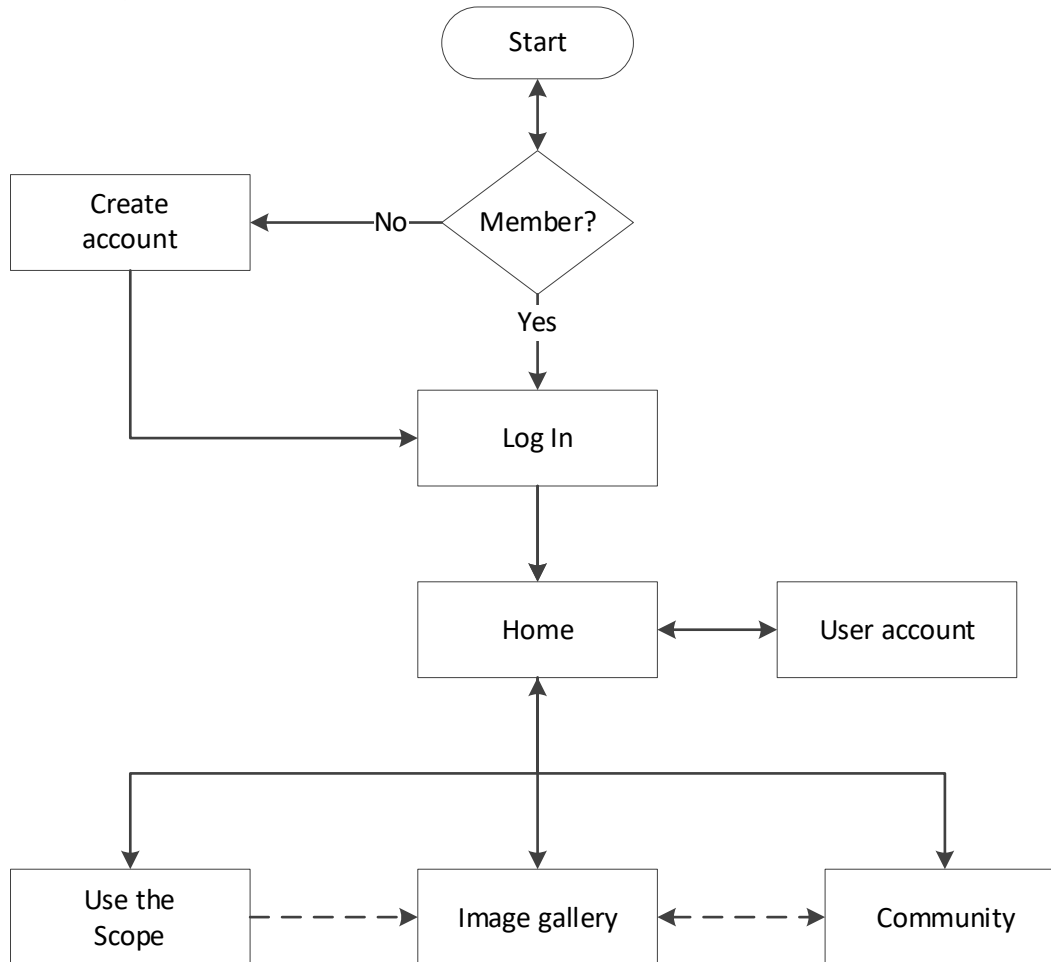 Start
Member?
No
Create
account
Yes
Log In
Home
User account
Use the
Scope
Image gallery
Community